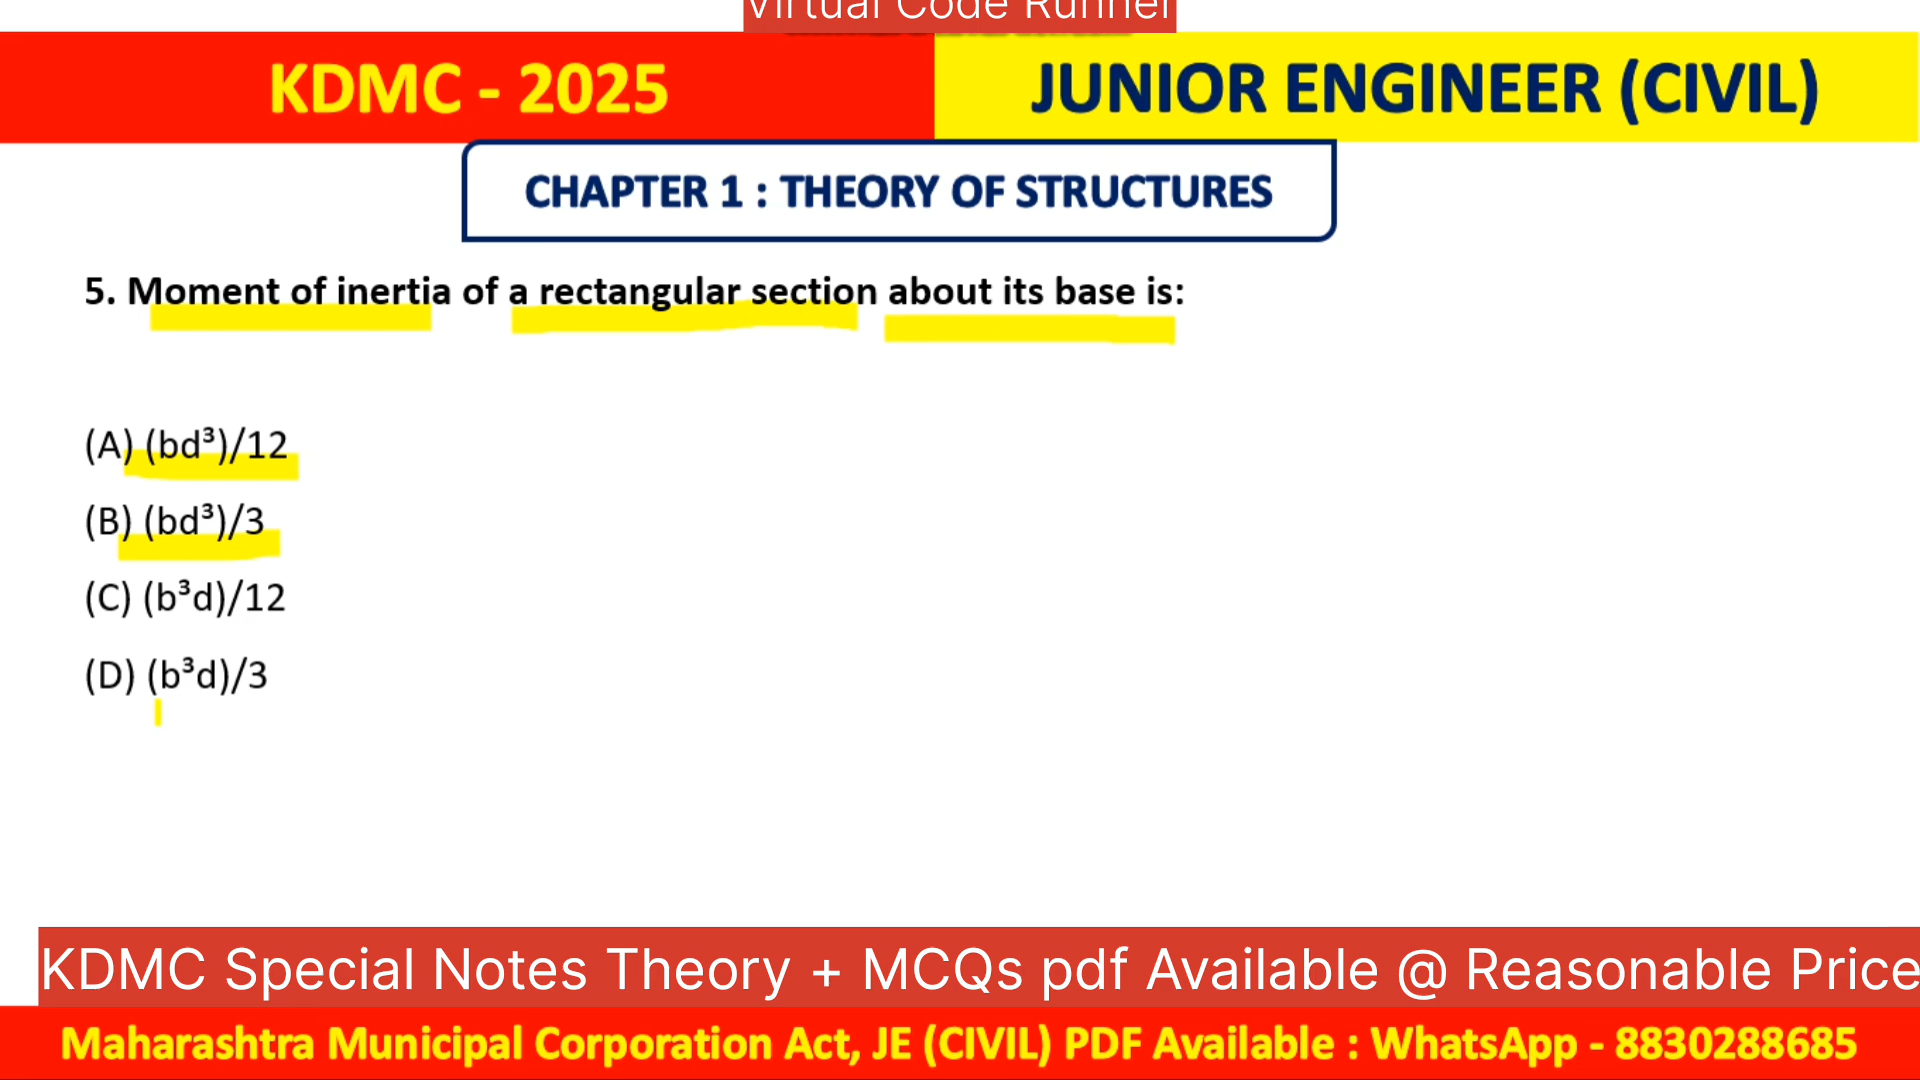 Virtual Code Runner
KDMC - 2025
JUNIOR ENGINEER (CIVIL)
CHAPTER 1 : THEORY OF STRUCTURES
5. Moment of inertia of a rectangular section about its base is:
(A) (bd³)/12
(B) (bd³)/3
(C) (b³d)/12
(D) (b³d)/3
KDMC Special Notes Theory + MCQs pdf Available @ Reasonable Price
Maharashtra Municipal Corporation Act, JE (CIVIL) PDF Available : WhatsApp - 8830288685